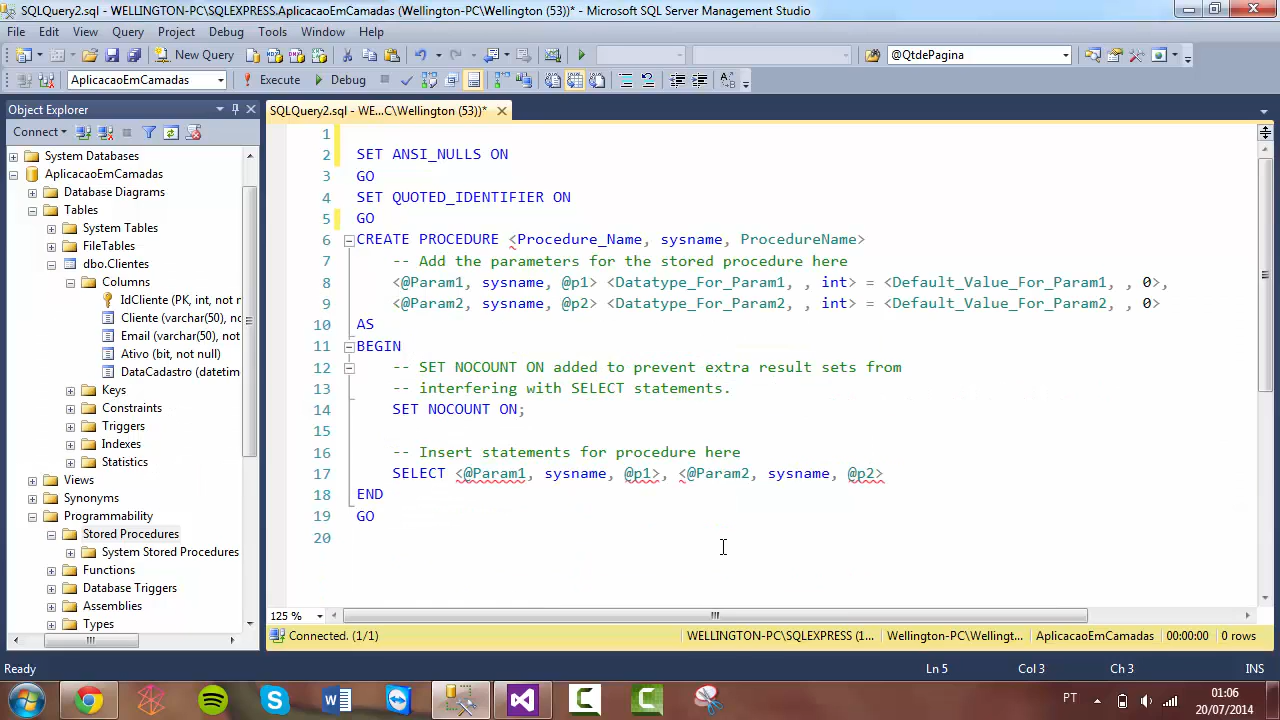 SQLQuery2.sql - WELLINGTON-PC\SQLEXPRESS.AplicacaoEmCamadas (Wellington-PC\Wellington (53))* - Microsoft SQL Server Management Studio
File Edit View Query Project Debug Tools Window Help
New Query @QtdePagina
AplicacaoEmCamadas Execute Debug
Object Explorer
Connect
System Databases
AplicacaoEmCamadas
Database Diagrams
Tables
System Tables
FileTables
dbo.Clientes
Columns
IdCliente (PK, int, not n
Cliente (varchar(50), no
Email (varchar(50), not
Ativo (bit, not null)
DataCadastro (datetim
Keys
Constraints
Triggers
Indexes
Statistics
Views
Synonyms
Programmability
Stored Procedures
System Stored Procedures
Functions
Database Triggers
Assemblies
Types
SQLQuery2.sql - WE...C\Wellington (53))*
1
2 SET ANSI_NULLS ON
3 GO
4 SET QUOTED_IDENTIFIER ON
5 GO
6 CREATE PROCEDURE <Procedure_Name, sysname, ProcedureName>
7 -- Add the parameters for the stored procedure here
8 <@Param1, sysname, @p1> <Datatype_For_Param1, , int> = <Default_Value_For_Param1, , 0>,
9 <@Param2, sysname, @p2> <Datatype_For_Param2, , int> = <Default_Value_For_Param2, , 0>
10 AS
11 BEGIN
12 -- SET NOCOUNT ON added to prevent extra result sets from
13 -- interfering with SELECT statements.
14 SET NOCOUNT ON;
15
16 -- Insert statements for procedure here
17 SELECT <@Param1, sysname, @p1>, <@Param2, sysname, @p2>
18 END
19 GO
20
125 %
Connected. (1/1) WELLINGTON-PC\SQLEXPRESS (1... Wellington-PC\Wellingt... AplicacaoEmCamadas 00:00:00 0 rows
Ready Ln 5 Col 3 Ch 3 INS
PT 01:06
20/07/2014